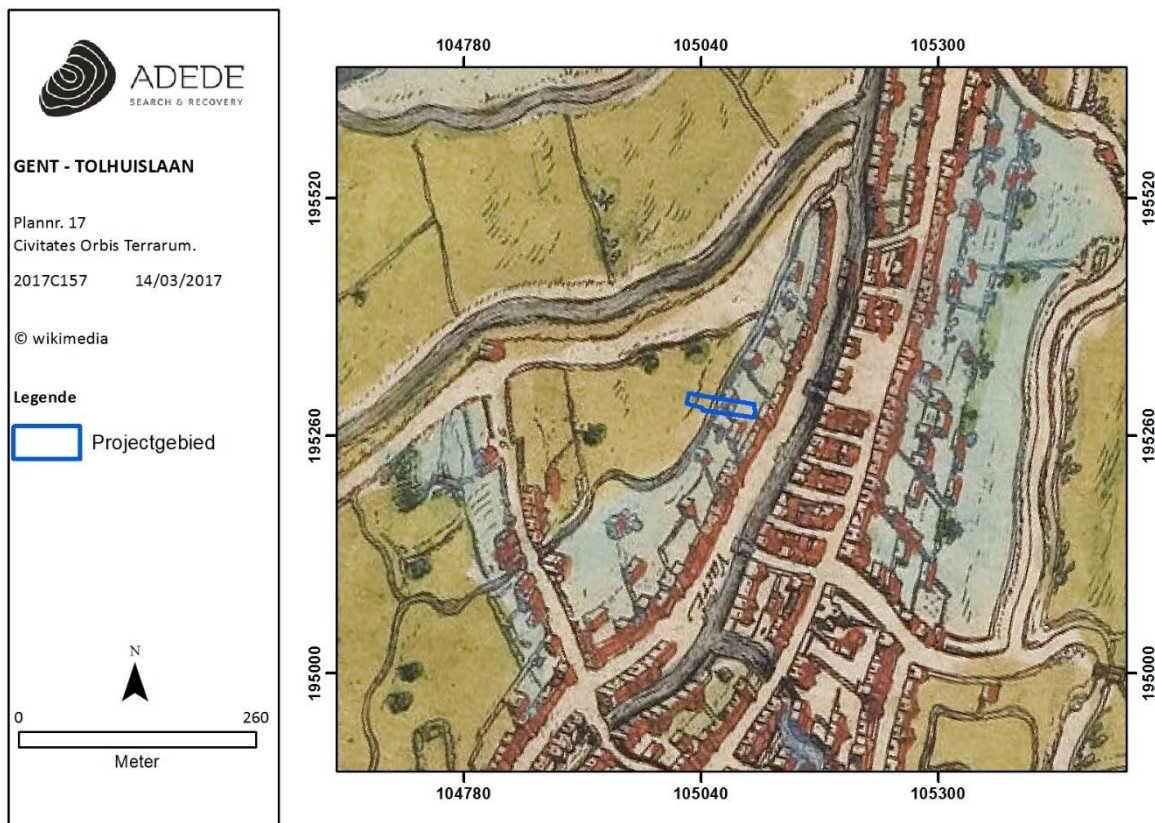 ADEDE
SEARCH & RECOVERY
GENT - TOLHUISLAAN
Plannr. 17
Civitates Orbis Terrarum.
2017C157 14/03/2017
© wikimedia
Legende
Projectgebied
N
0 260
Meter
104780 105040 105300
195520 195520
195260 195260
195000 195000
104780 105040 105300